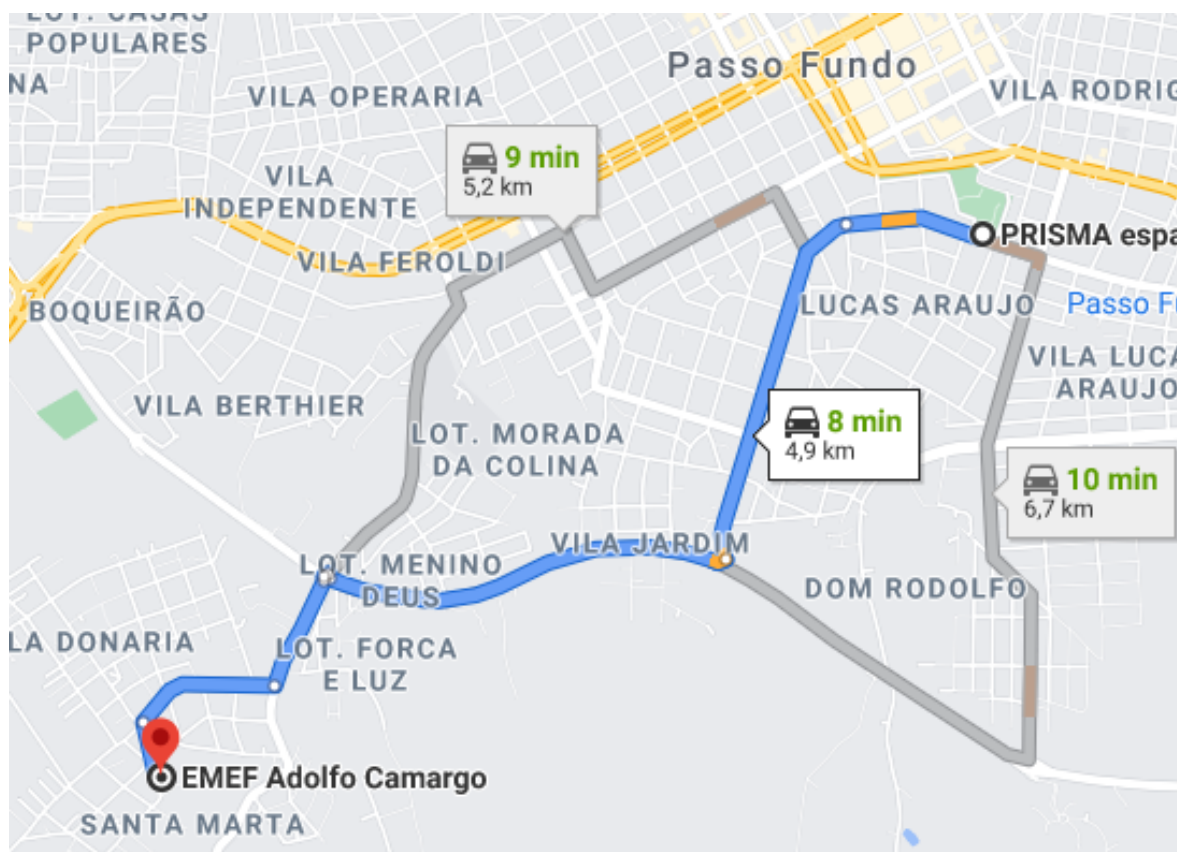 LOT. CASAS
POPULARES
NA
Passo Fundo
VILA OPERARIA
VILA RODRIG
9 min
5,2 km
VILA
INDEPENDENTE
PRISMA espa
VILA FEROLDI
BOQUEIRÃO
LUCAS ARAUJO
Passo Fu
VILA LUCA
ARAUJO
VILA BERTHIER
8 min
4,9 km
LOT. MORADA
DA COLINA
10 min
6,7 km
VILA JARDIM
LOT. MENINO
DEUS
DOM RODOLFO
LA DONARIA
LOT. FORCA
E LUZ
EMEF Adolfo Camargo
SANTA MARTA